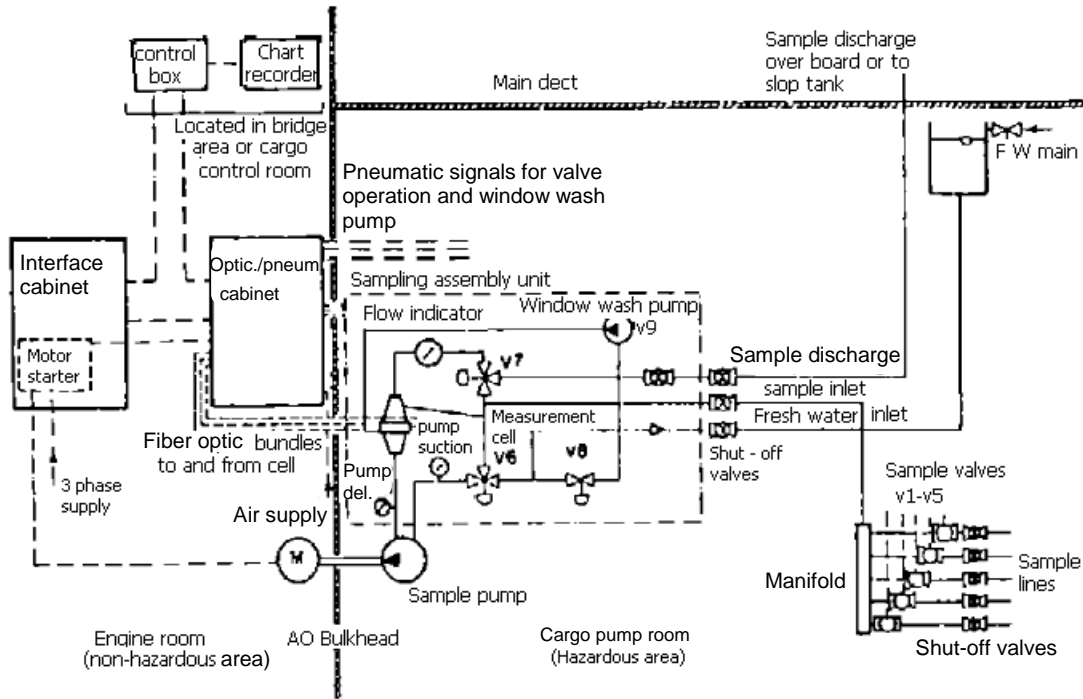 control
box
Chart
recorder
Sample discharge
over board or to
slop tank
Main dect
Located in bridge
area or cargo
control room
F W main
Pneumatic signals for valve
operation and window wash
pump
Interface
cabinet
Optic./pneum
cabinet
Sampling assembly unit
Flow indicator
Window wash pump
v9
Motor
starter
v7
Sample discharge
sample inlet
Fresh water inlet
Measurement
cell
pump
suction
v6
v8
Fiber optic bundles
to and from cell
Shut - off
valves
Pump
del.
3 phase
supply
Air supply
Sample valves
v1-v5
M
Manifold
Sample
lines
Sample pump
Engine room
(non-hazardous area)
AO Bulkhead
Cargo pump room
(Hazardous area)
Shut-off valves